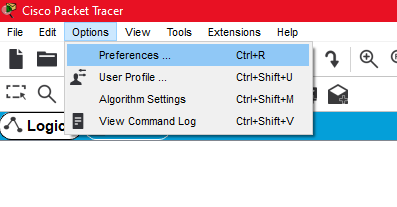 Cisco Packet Tracer
File Edit Options View Tools Extensions Help
Preferences ... Ctrl+R
User Profile ... Ctrl+Shift+U
Algorithm Settings Ctrl+Shift+M
View Command Log Ctrl+Shift+V
Logic